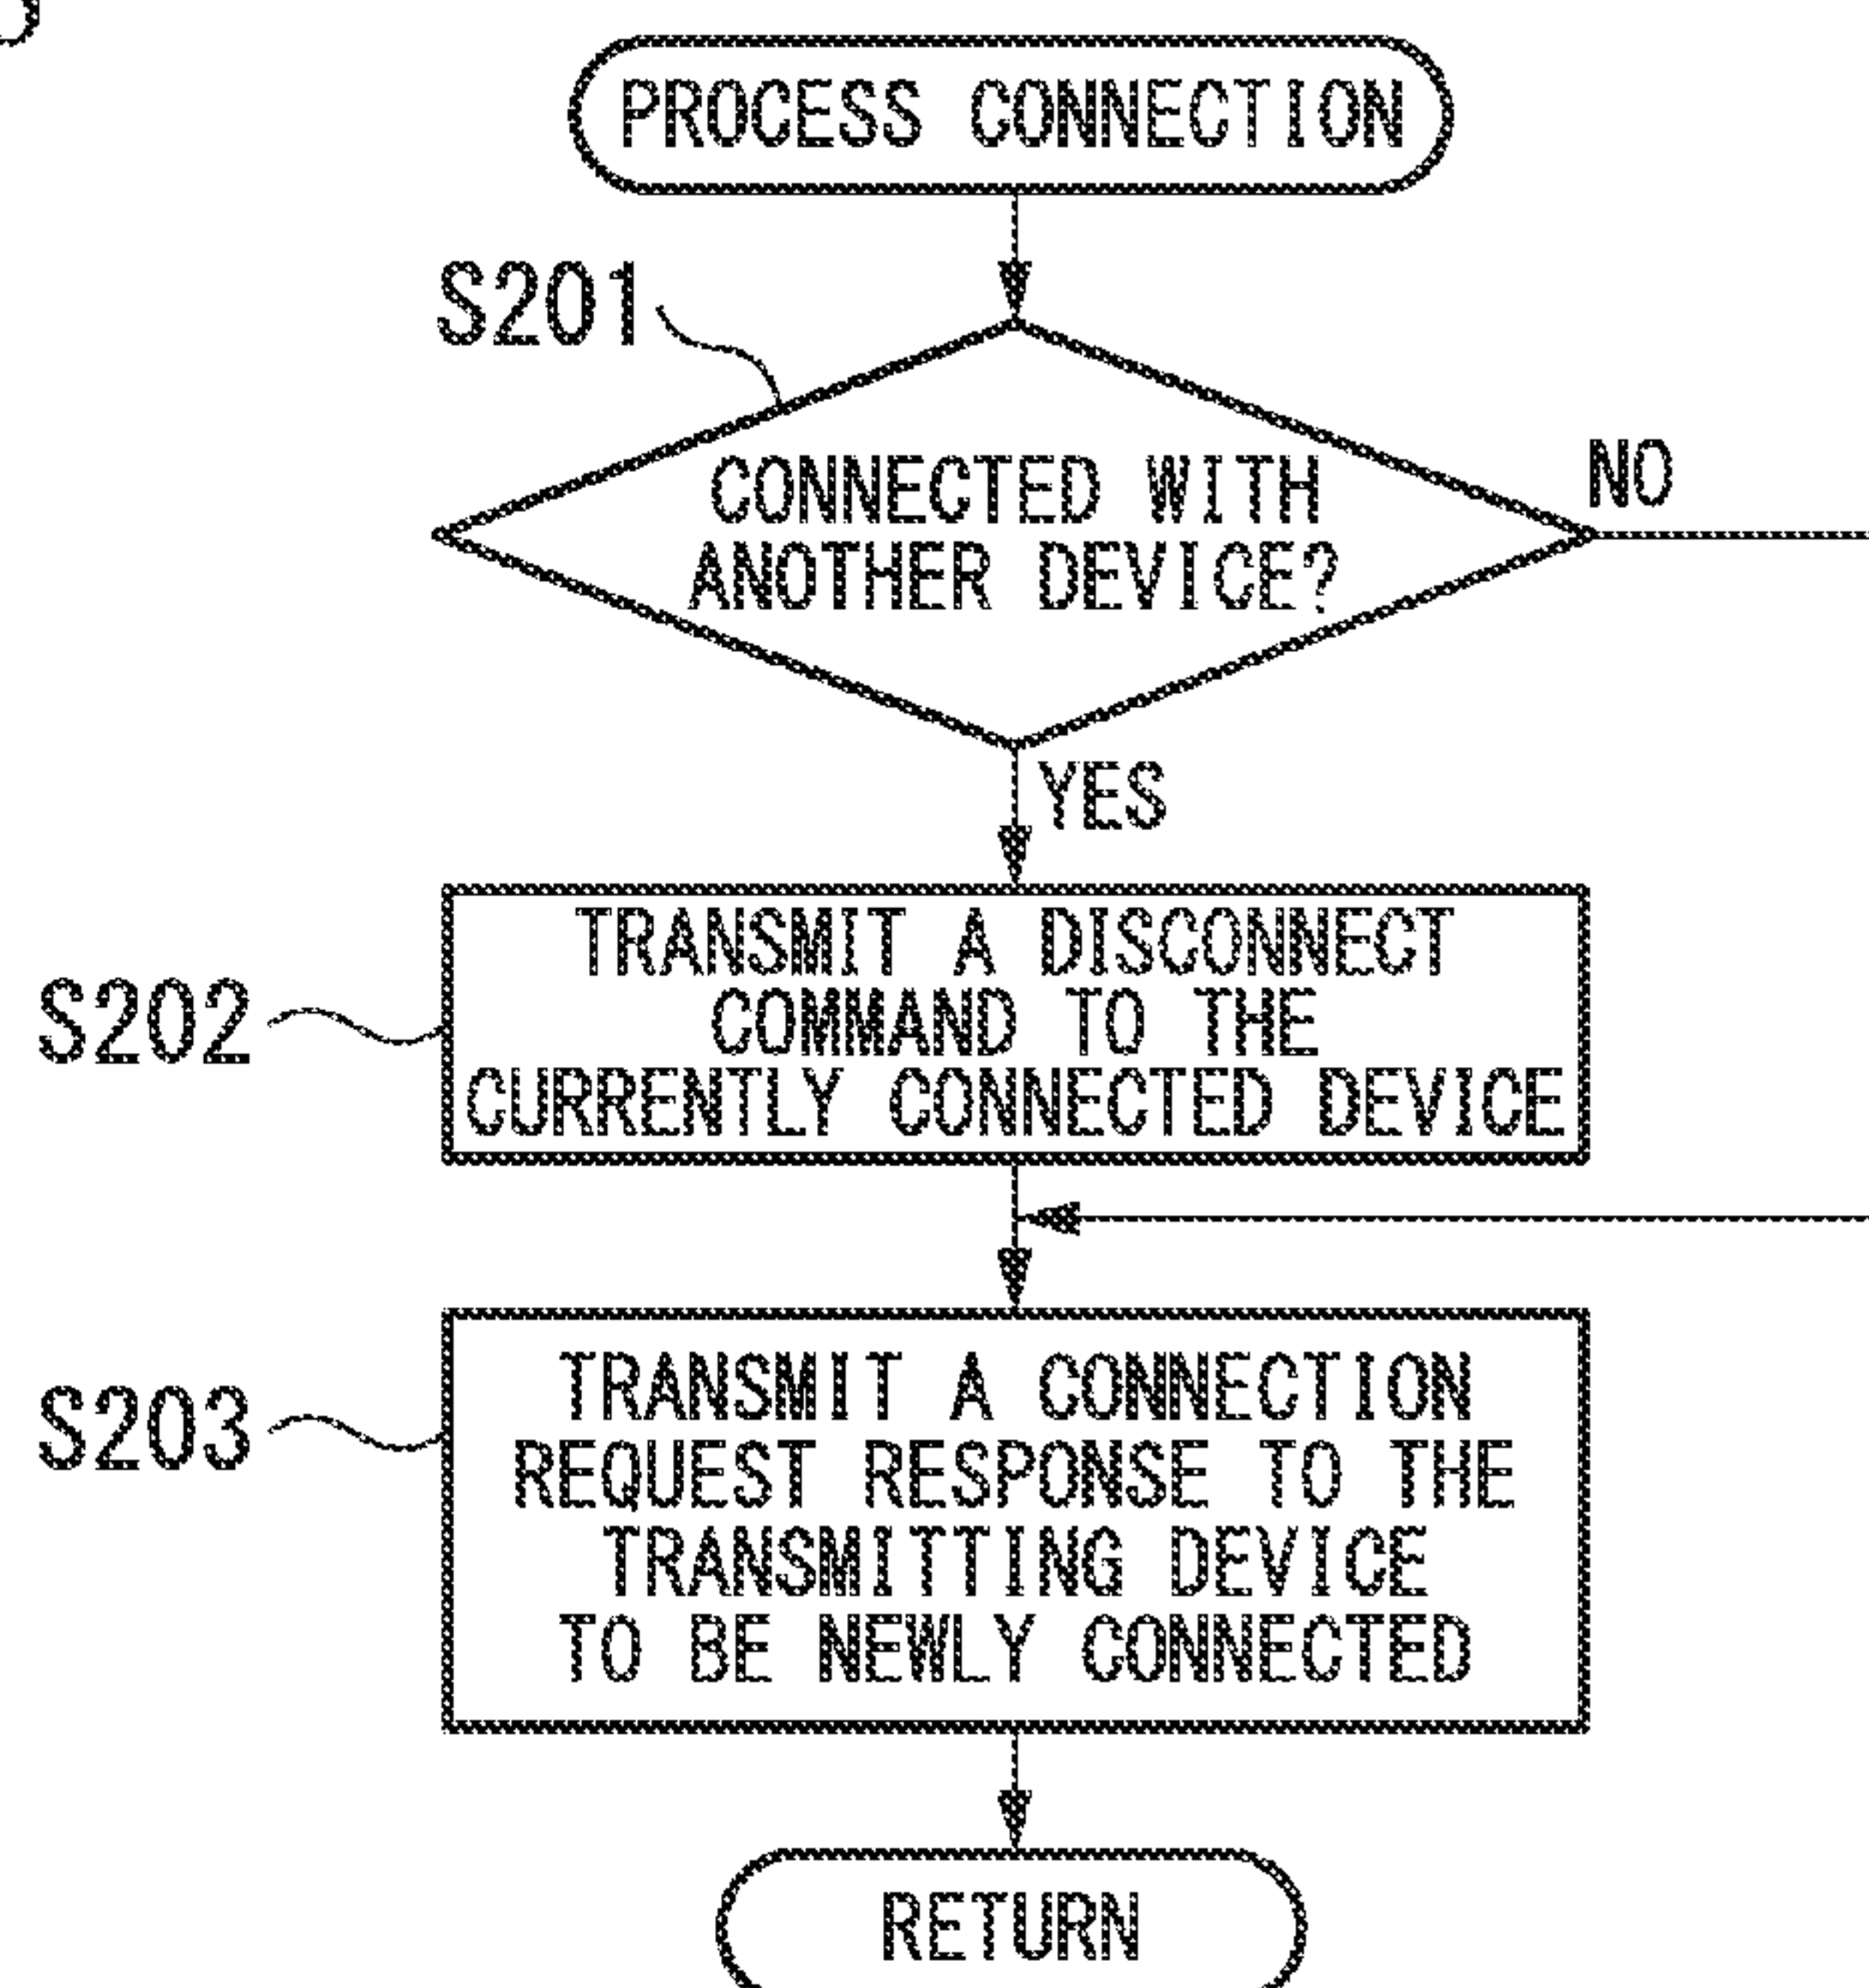 PROCESS CONNECTION
S201
CONNECTED WITH
ANOTHER DEVICE?
NO
YES
S202
TRANSMIT A DISCONNECT
COMMAND TO THE
CURRENTLY CONNECTED DEVICE
S203
TRANSMIT A CONNECTION
REQUEST RESPONSE TO THE
TRANSMITTING DEVICE
TO BE NEWLY CONNECTED
RETURN